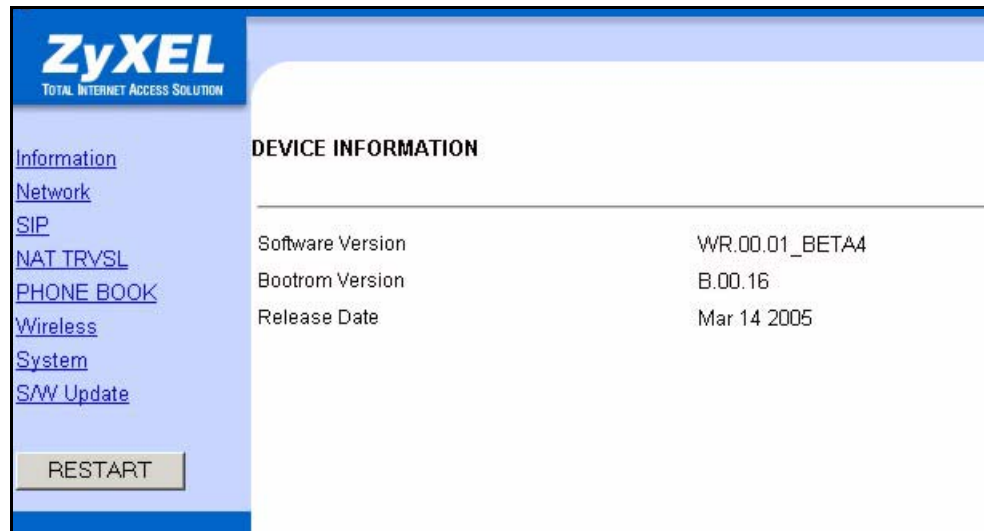 ZyXEL
TOTAL INTERNET ACCESS SOLUTION
Information
Network
SIP
NAT TRVSL
PHONE BOOK
Wireless
System
S/W Update
RESTART
DEVICE INFORMATION
Software Version WR.00.01_BETA4
Bootrom Version B.00.16
Release Date Mar 14 2005